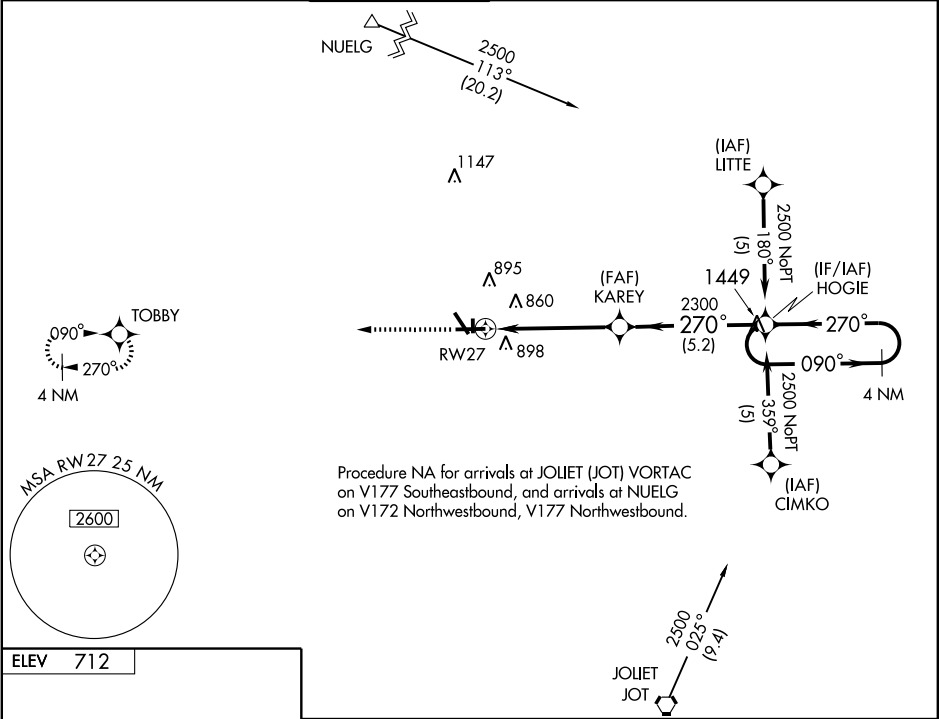 NUELG
2500
113°
(20.2)
1147
(IAF)
LITTE
2500 NoPT
180°
(5)
895
860
(FAF)
KAREY
1449
(IF/IAF)
HOGIE
2300
270°
(5.2)
270°
090°
4 NM
TOBBY
090°
270°
4 NM
RW27
898
2500 NoPT
359°
(5)
(IAF)
CIMKO
MSA RW27 25 NM
2600
Procedure NA for arrivals at JOLIET (JOT) VORTAC
on V177 Southeastbound, and arrivals at NUELG
on V172 Northwestbound, V177 Northwestbound.
2500
025°
(9.4)
JOLIET
JOT
ELEV 712